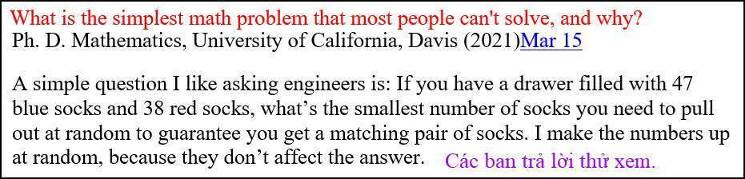 What is the simplest math problem that most people can't solve, and why?
Ph. D. Mathematics, University of California, Davis (2021)Mar 15
A simple question I like asking engineers is: If you have a drawer filled with 47
blue socks and 38 red socks, what’s the smallest number of socks you need to pull
out at random to guarantee you get a matching pair of socks. I make the numbers up
at random, because they don’t affect the answer. Các ban trả lời thử xem.